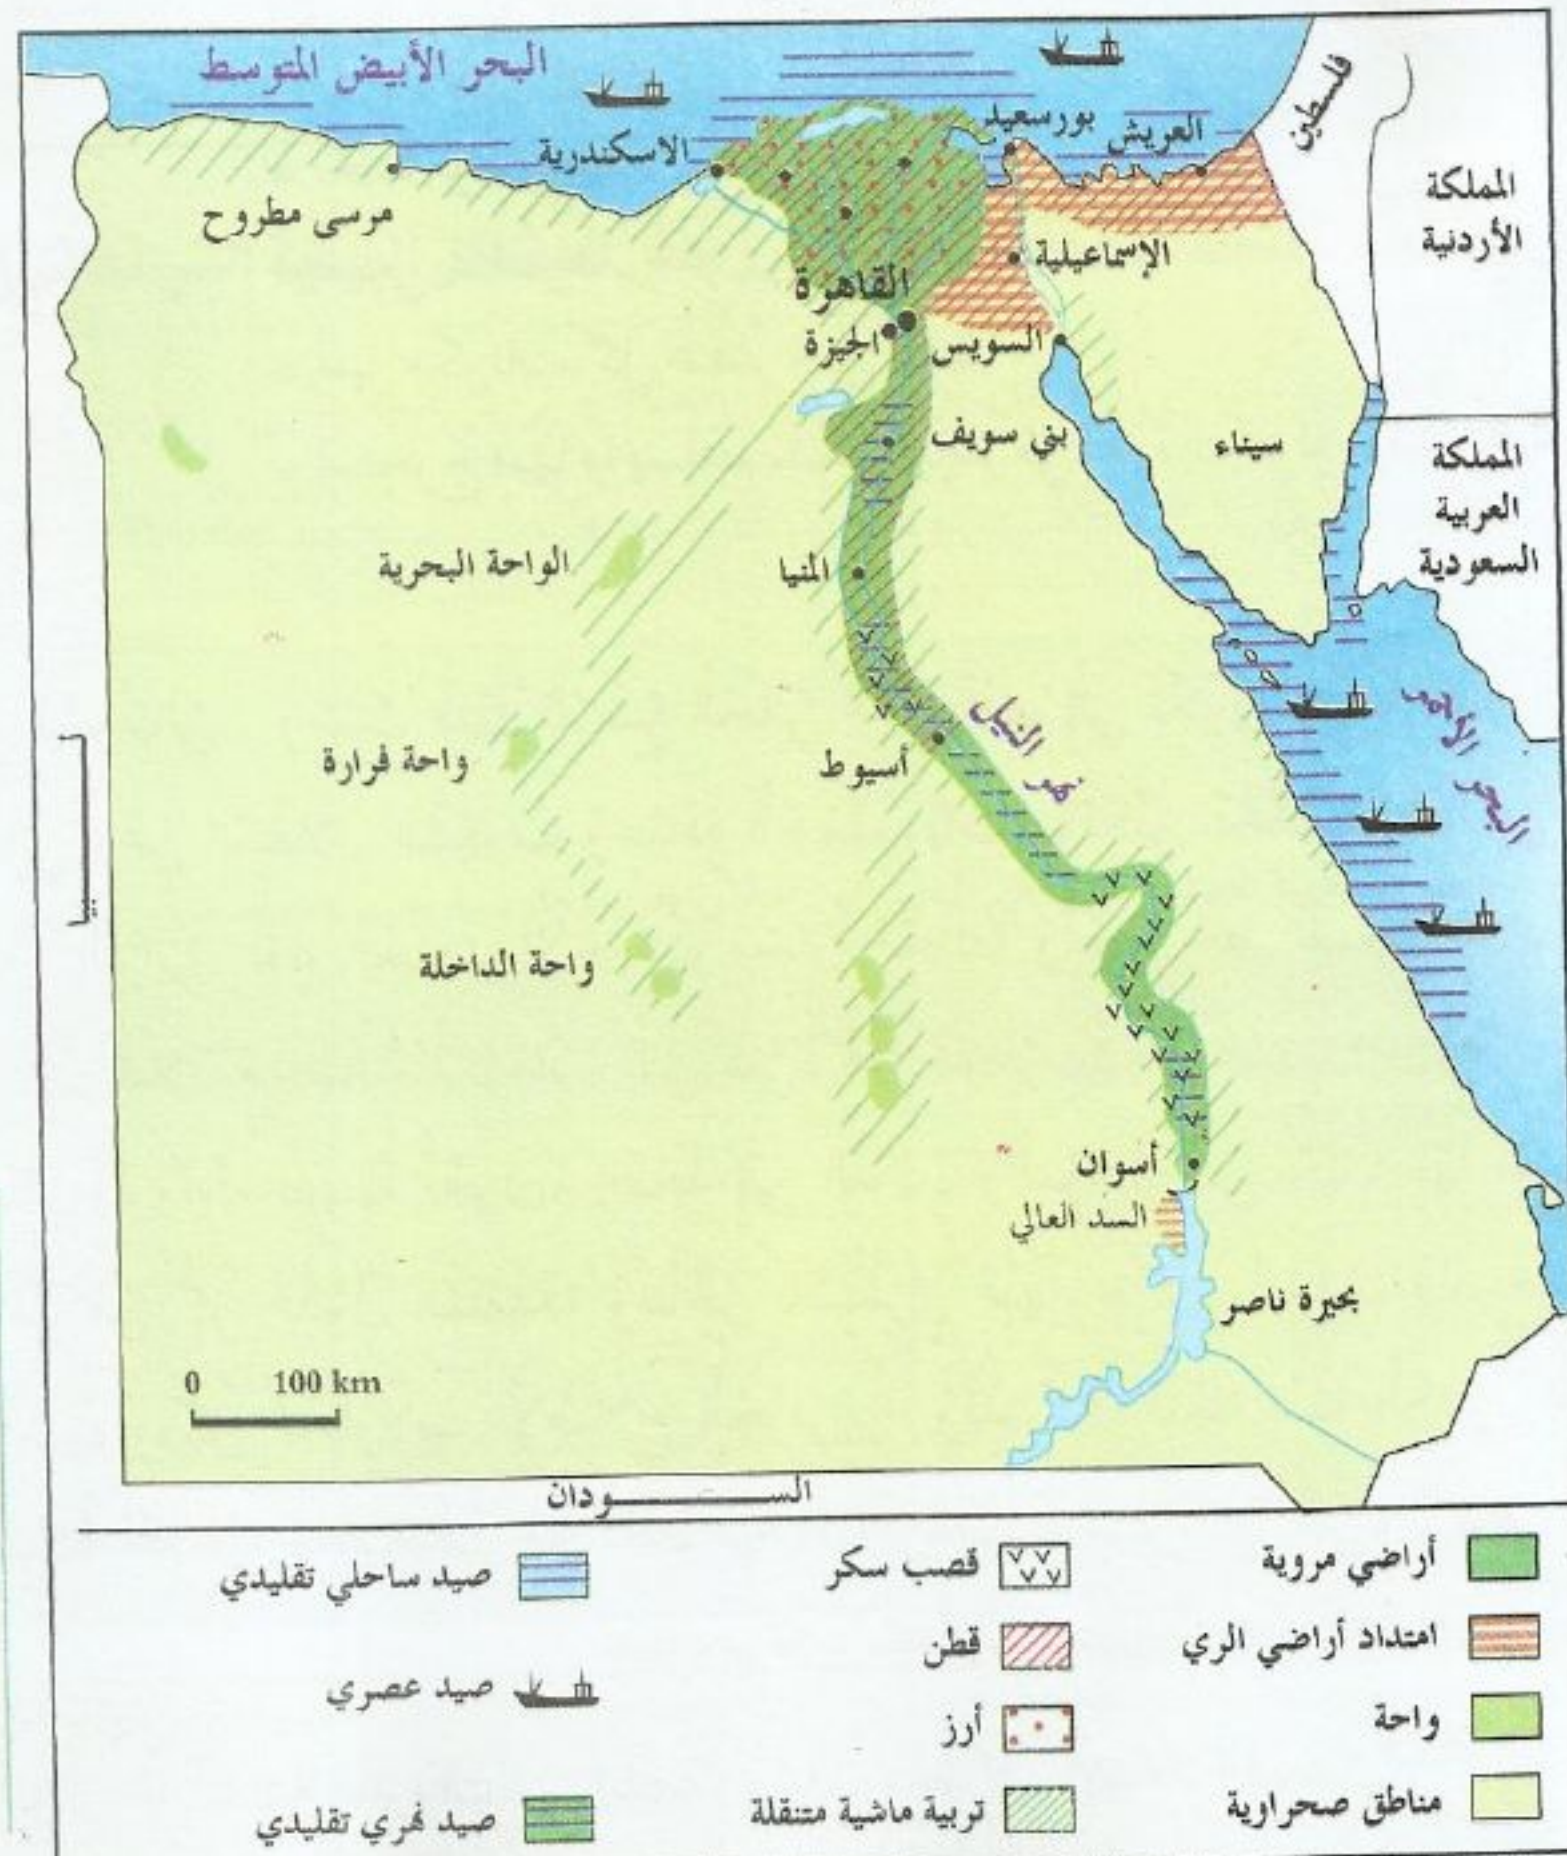 البحر الأبيض المتوسط
فلسطين
بورسعيد
العريش
الاسكندرية
المملكة
الأردنية
مرسى مطروح
الإسماعيلية
القاهرة
الجيزة
السويس
بني سويف
سيناء
المملكة
العربية
السعودية
الواحة البحرية
المنيا
نهر النيل
البحر الأحمر
واحة فرارة
أسيوط
ليبيا
واحة الداخلة
أسوان
السد العالي
بحيرة ناصر
0 100 km
الســـــودان
أراضي مروية
امتداد أراضي الري
واحة
مناطق صحراوية
قصب سكر
قطن
أرز
تربية ماشية متنقلة
صيد ساحلي تقليدي
صيد عصري
صيد نهري تقليدي